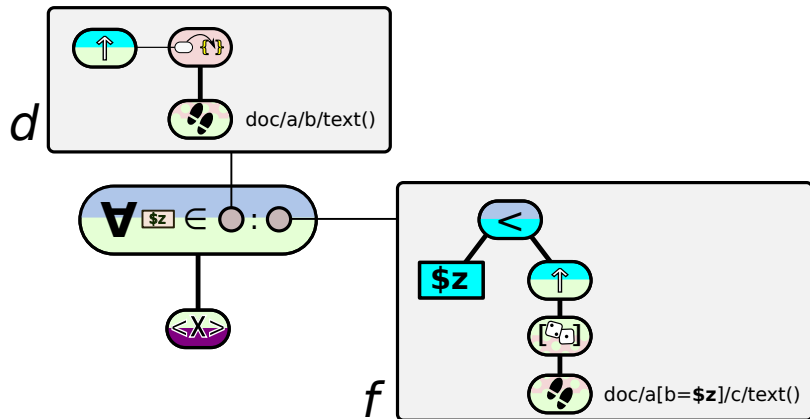 ↑ {}
d doc/a/b/text()
∀ $z ∈ :
<
$z ↑
<X>
[ ]
f doc/a[b=$z]/c/text()